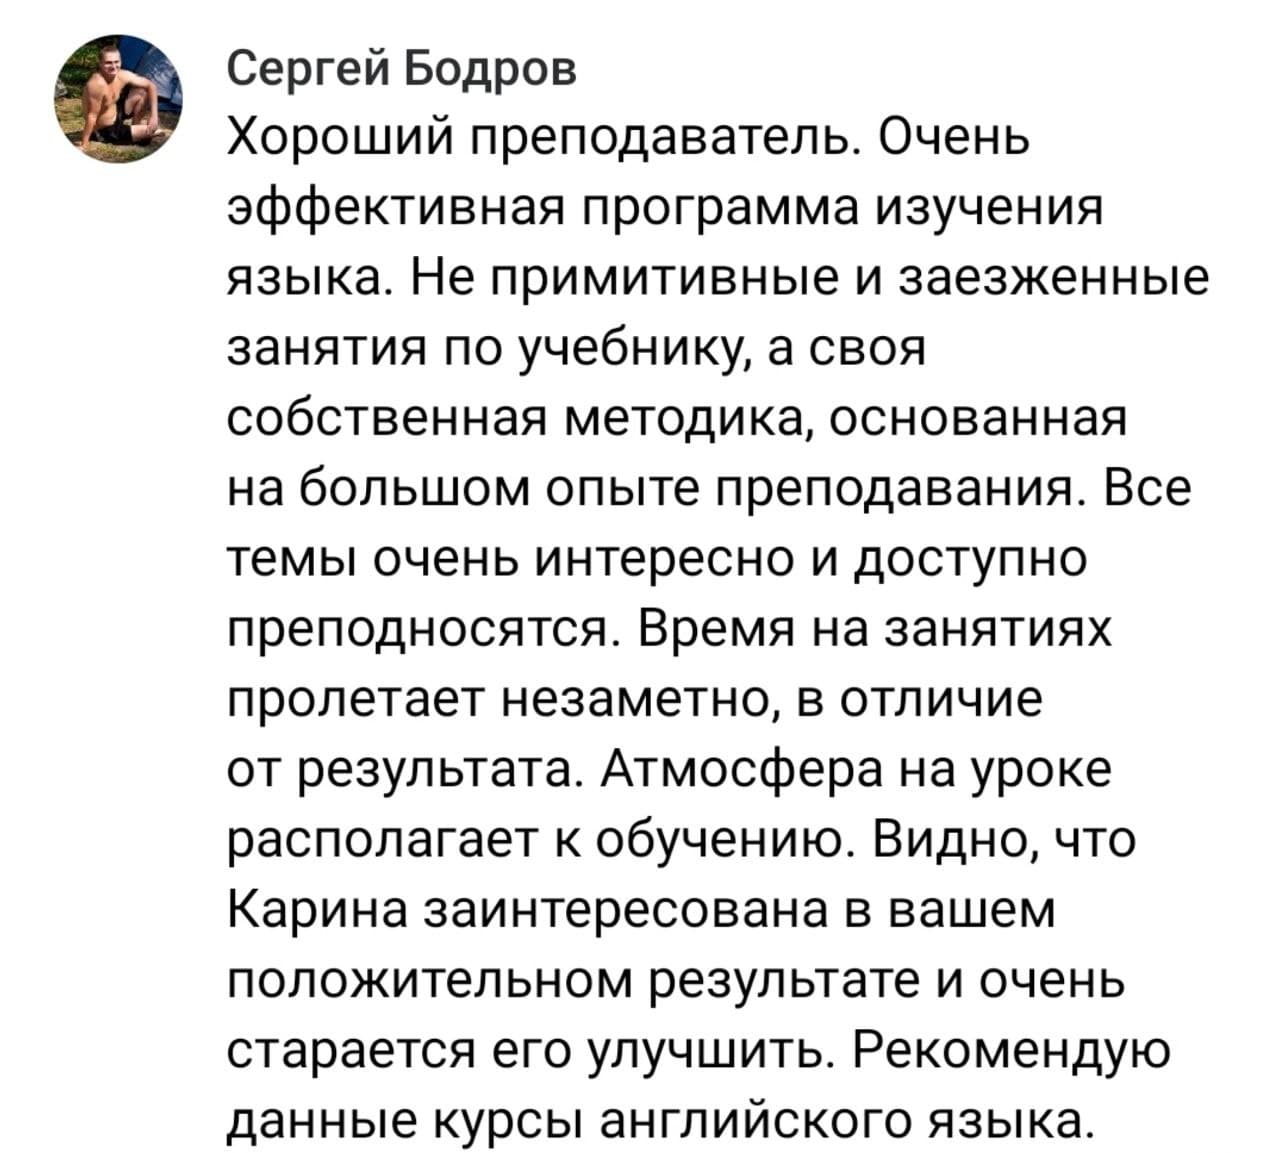 Сергей Бодров
Хороший преподаватель. Очень
эффективная программа изучения
языка. Не примитивные и заезженные
занятия по учебнику, а своя
собственная методика, основанная
на большом опыте преподавания. Все
темы очень интересно и доступно
преподносятся. Время на занятиях
пролетает незаметно, в отличие
от результата. Атмосфера на уроке
располагает к обучению. Видно, что
Карина заинтересована в вашем
положительном результате и очень
старается его улучшить. Рекомендую
данные курсы английского языка.